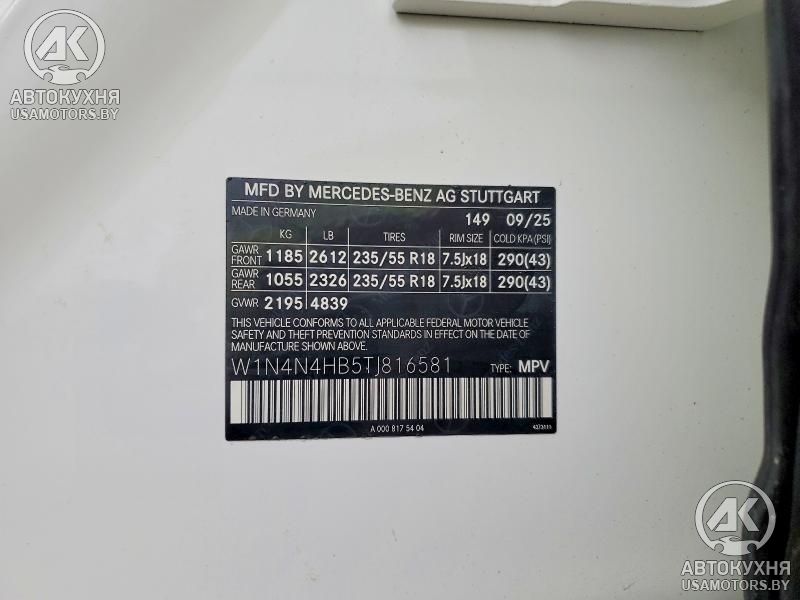 AK
АВТОКУХНЯ
USAMOTORS.BY
MFD BY MERCEDES-BENZ AG STUTTGART
MADE IN GERMANY 149 09/25
KG LB TIRES RIM SIZE COLD KPA(PSI)
GAWR FRONT 1185 2612 235/55 R18 7.5Jx18 290(43)
GAWR REAR 1055 2326 235/55 R18 7.5Jx18 290(43)
GVWR 2195 4839
THIS VEHICLE CONFORMS TO ALL APPLICABLE FEDERAL MOTOR VEHICLE
SAFETY AND THEFT PREVENTION STANDARDS IN EFFECT ON THE DATE OF
MANUFACTURE SHOWN ABOVE.
W1N4N4HB5TJ816581 TYPE: MPV
A 000 817 54 04
AK
АВТОКУХНЯ
USAMOTORS.BY